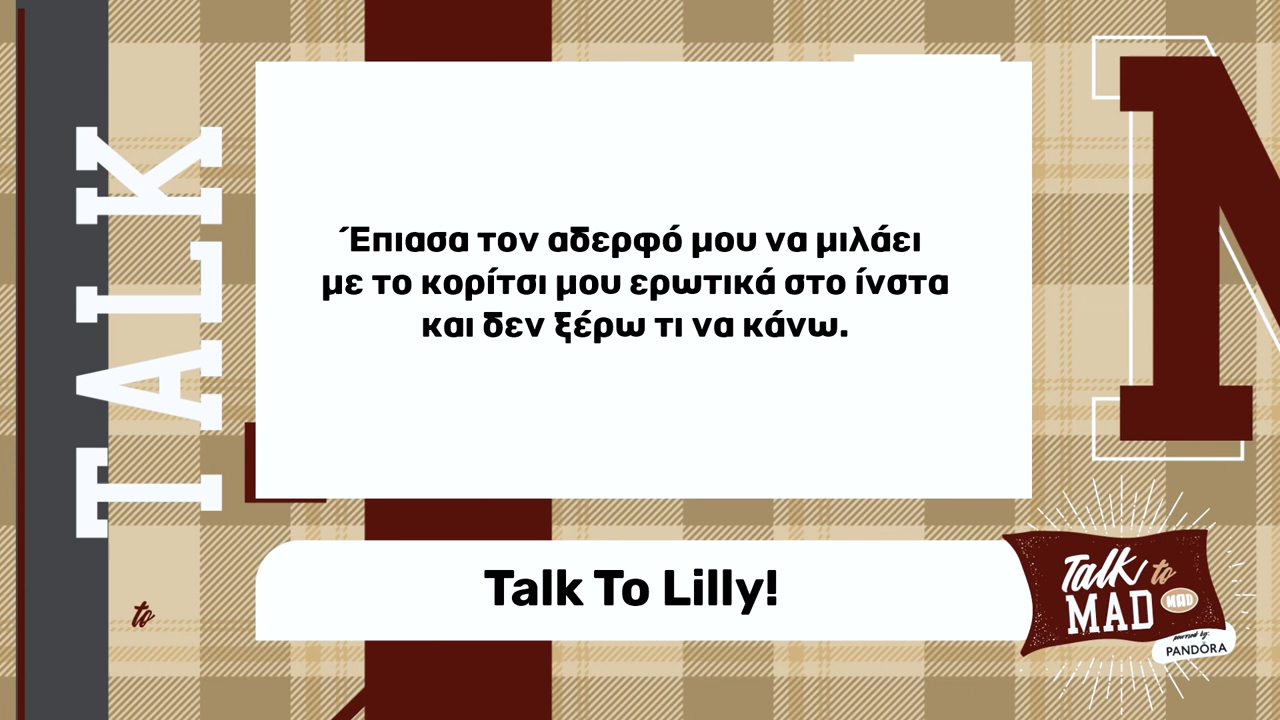 TALK
to
Έπιασα τον αδερφό μου να μιλάει
με το κορίτσι μου ερωτικά στο ίνστα
και δεν ξέρω τι να κάνω.
Talk To Lilly!
M
Talk to
MAD
MAD
powered by:
PANDÓRA